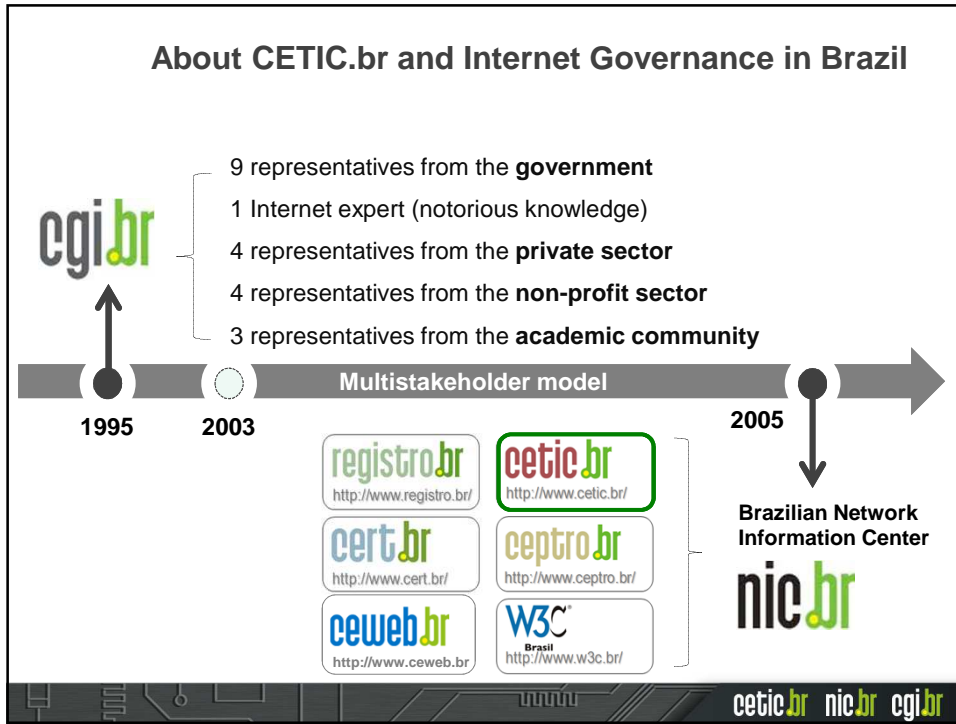 About CETIC.br and Internet Governance in Brazil
cgi.br
9 representatives from the government
1 Internet expert (notorious knowledge)
4 representatives from the private sector
4 representatives from the non-profit sector
3 representatives from the academic community
Multistakeholder model
1995
2003
2005
registro.br
http://www.registro.br/
cetic.br
http://www.cetic.br/
cert.br
http://www.cert.br/
ceptro.br
http://www.ceptro.br/
ceweb.br
http://www.ceweb.br
W3C®
Brasil
http://www.w3c.br/
Brazilian Network
Information Center
nic.br
cetic.br nic.br cgi.br